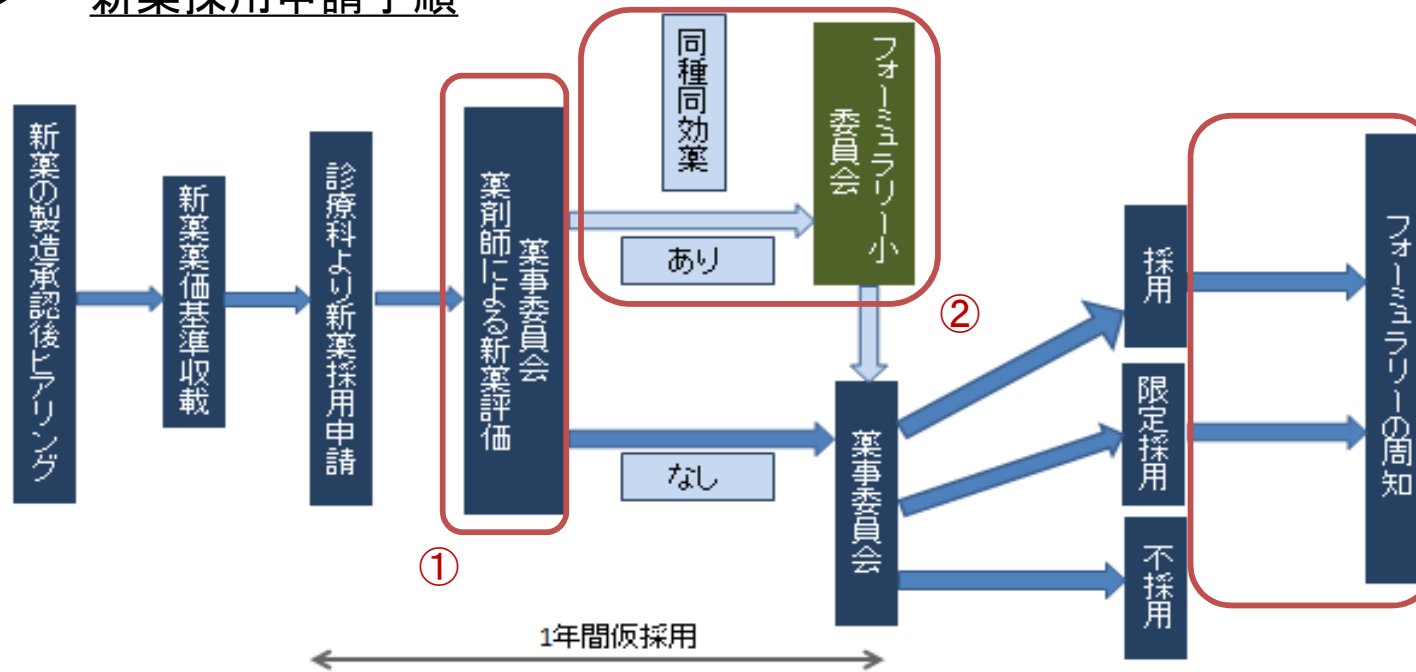 新薬採用申請手順
新薬の製造承認後ヒアリング
新薬薬価基準収載
診療科より新薬採用申請
薬事委員会
薬剤師による新薬評価
①
同種同効薬
あり
なし
フォーミュラリー小
委員会
②
薬事委員会
採用
限定採用
不採用
フォーミュラリーの周知
1年間仮採用